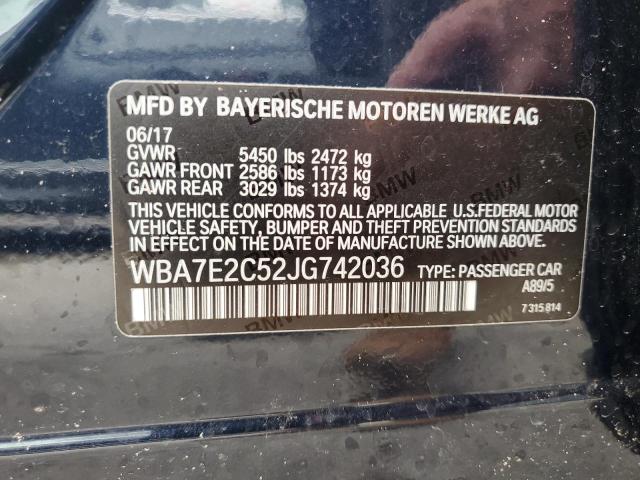 MFD BY BAYERISCHE MOTOREN WERKE AG
06/17
GVWR 5450 lbs 2472 kg
GAWR FRONT 2586 lbs 1173 kg
GAWR REAR 3029 lbs 1374 kg
THIS VEHICLE CONFORMS TO ALL APPLICABLE U.S.FEDERAL MOTOR
VEHICLE SAFETY, BUMPER AND THEFT PREVENTION STANDARDS
IN EFFECT ON THE DATE OF MANUFACTURE SHOWN ABOVE.
WBA7E2C52JG742036 TYPE: PASSENGER CAR
A89/5
7 315 814